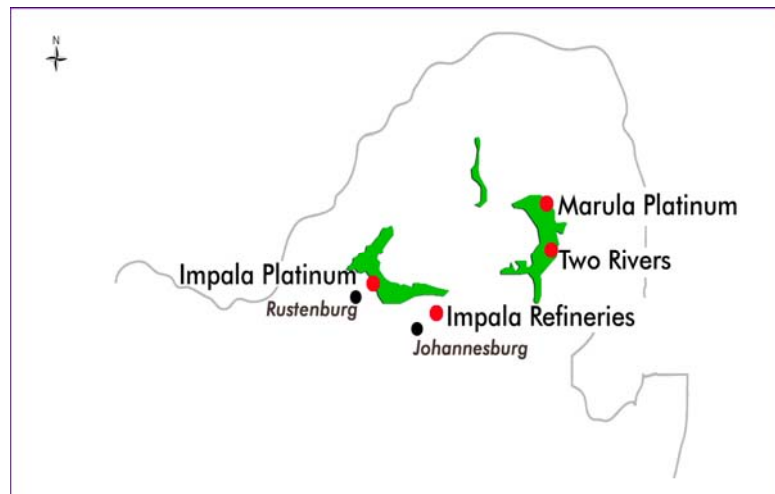 N
Marula Platinum
Two Rivers
Impala Platinum
Rustenburg
Impala Refineries
Johannesburg